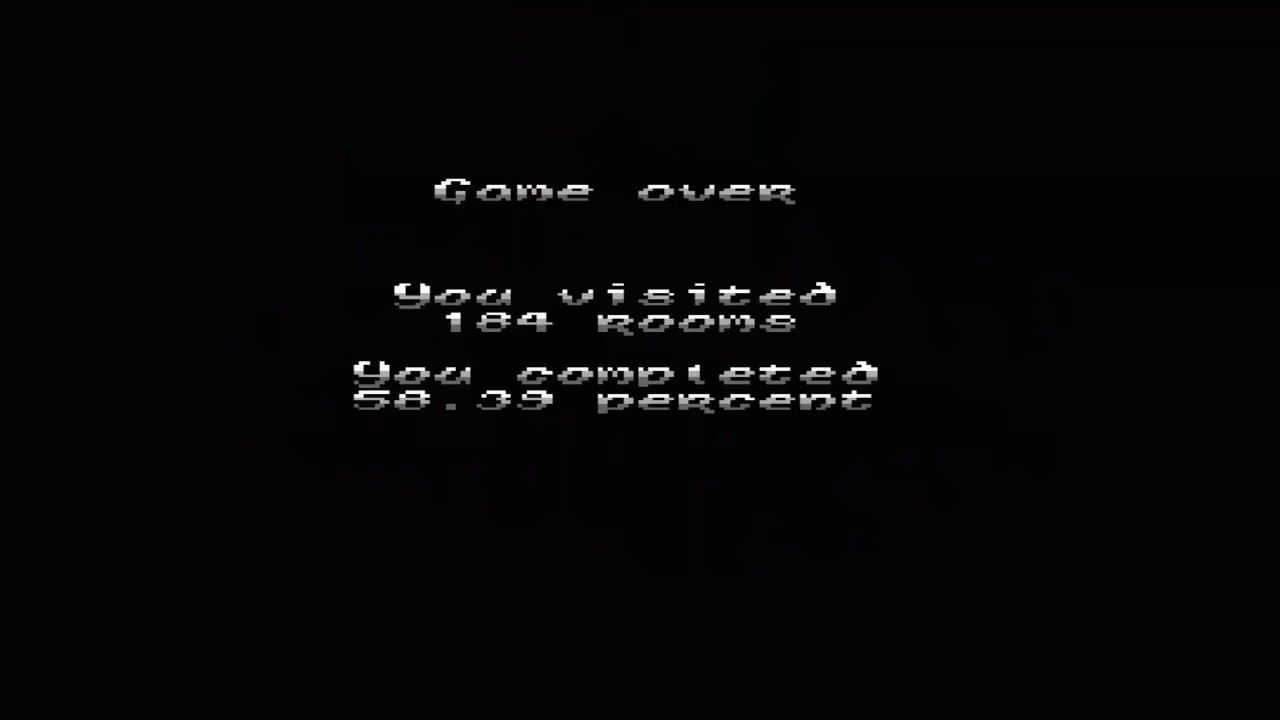 Game over
You visited
184 rooms
You completed
58.39 percent